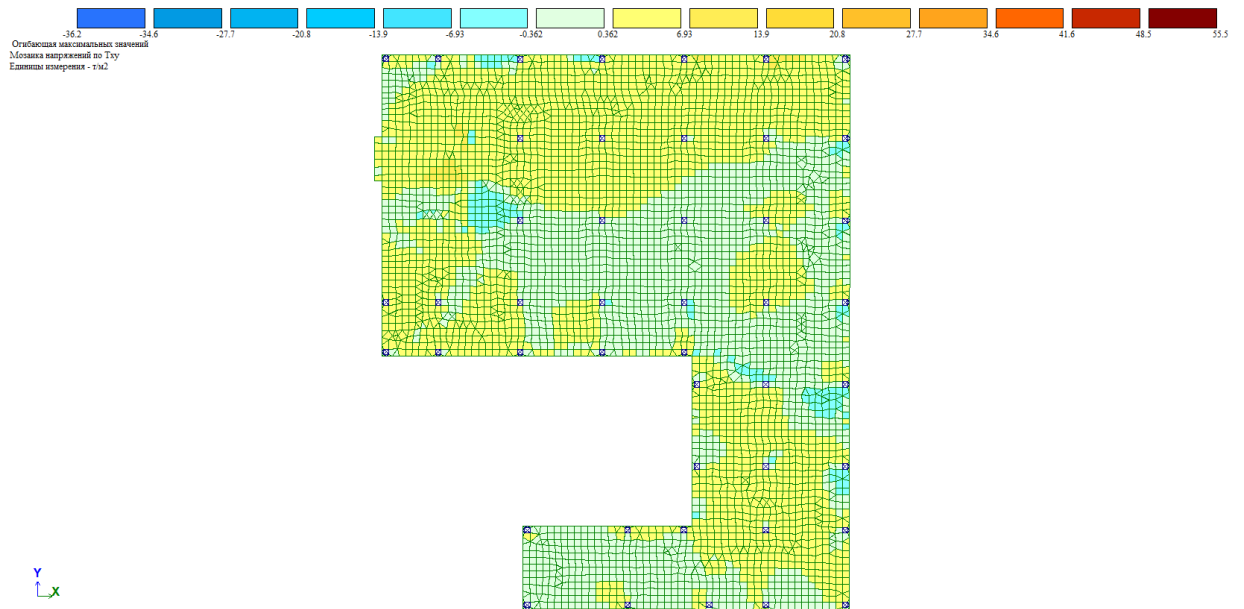 -36.2 -34.6 -27.7 -20.8 -13.9 -6.93 -0.362 0.362 6.93 13.9 20.8 27.7 34.6 41.6 48.5 55.5
Огибающая максимальных значений
Мозаика напряжений по Txy
Единицы измерения - т/м2
Y
X